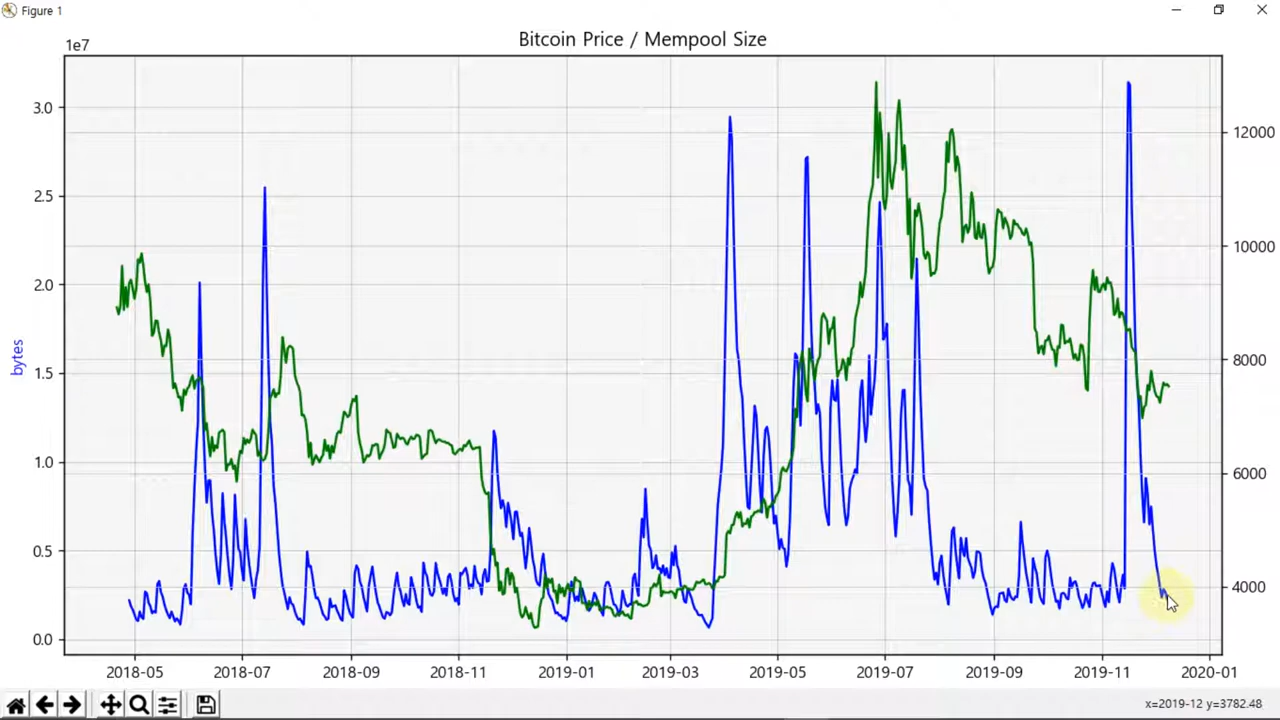 Figure 1
Bitcoin Price / Mempool Size
1e7
3.0
2.5
2.0
1.5
1.0
0.5
0.0
bytes
12000
10000
8000
6000
4000
2018-05 2018-07 2018-09 2018-11 2019-01 2019-03 2019-05 2019-07 2019-09 2019-11 2020-01
x=2019-12 y=3782.48